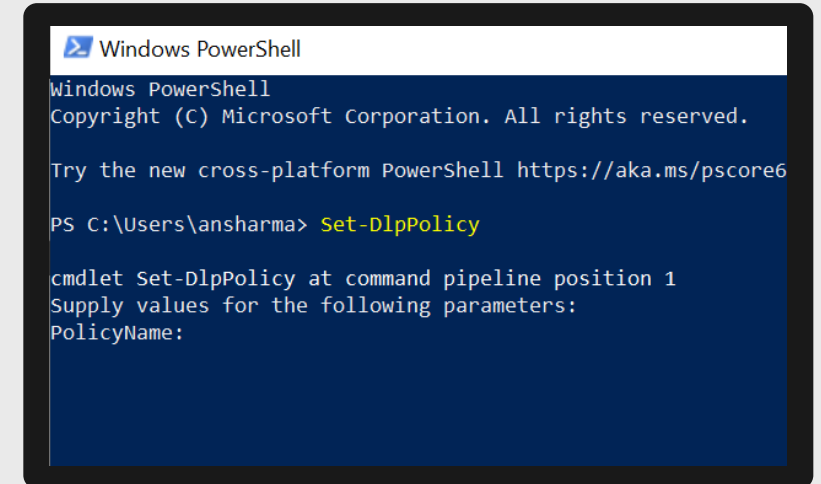 Windows PowerShell
Windows PowerShell
Copyright (C) Microsoft Corporation. All rights reserved.
Try the new cross-platform PowerShell https://aka.ms/pscore6
PS C:\Users\ansharma> Set-DlpPolicy
cmdlet Set-DlpPolicy at command pipeline position 1
Supply values for the following parameters:
PolicyName: